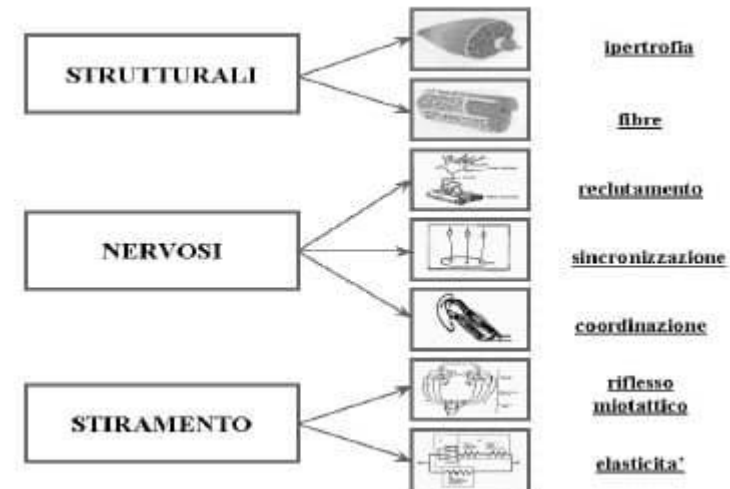 STRUTTURALI
ipertrofia
fibre
NERVOSI
reclutamento
sincronizzazione
coordinazione
STIRAMENTO
riflesso
miotattico
elasticita'